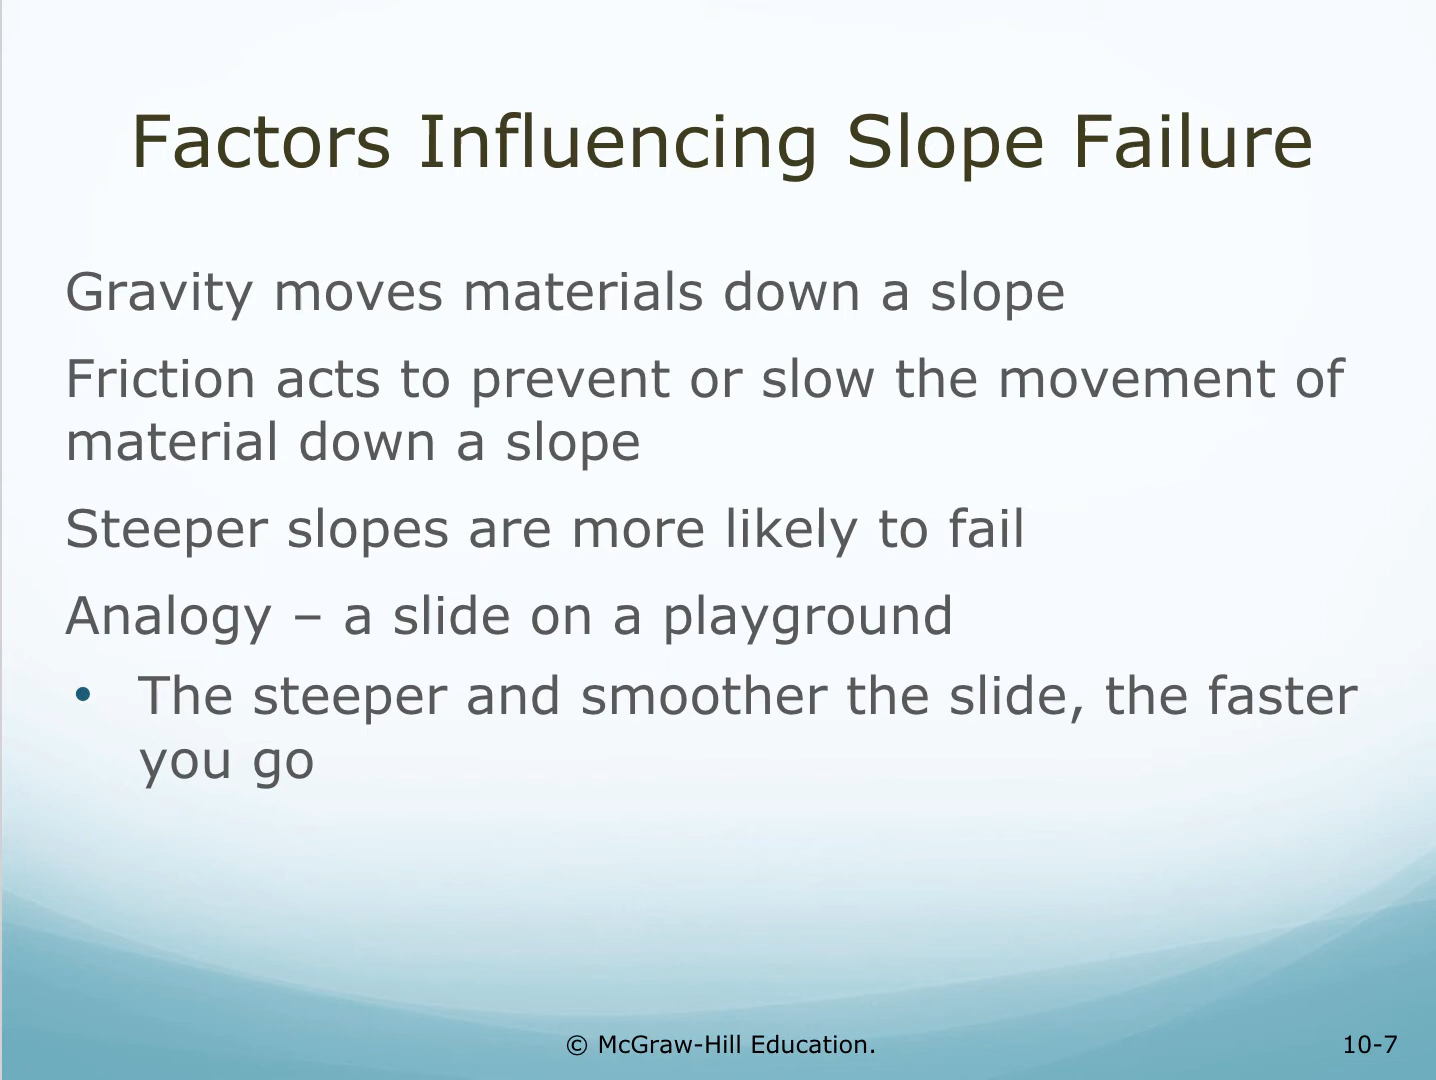 Factors Influencing Slope Failure
Gravity moves materials down a slope
Friction acts to prevent or slow the movement of
material down a slope
Steeper slopes are more likely to fail
Analogy – a slide on a playground
• The steeper and smoother the slide, the faster
you go
© McGraw-Hill Education.
10-7